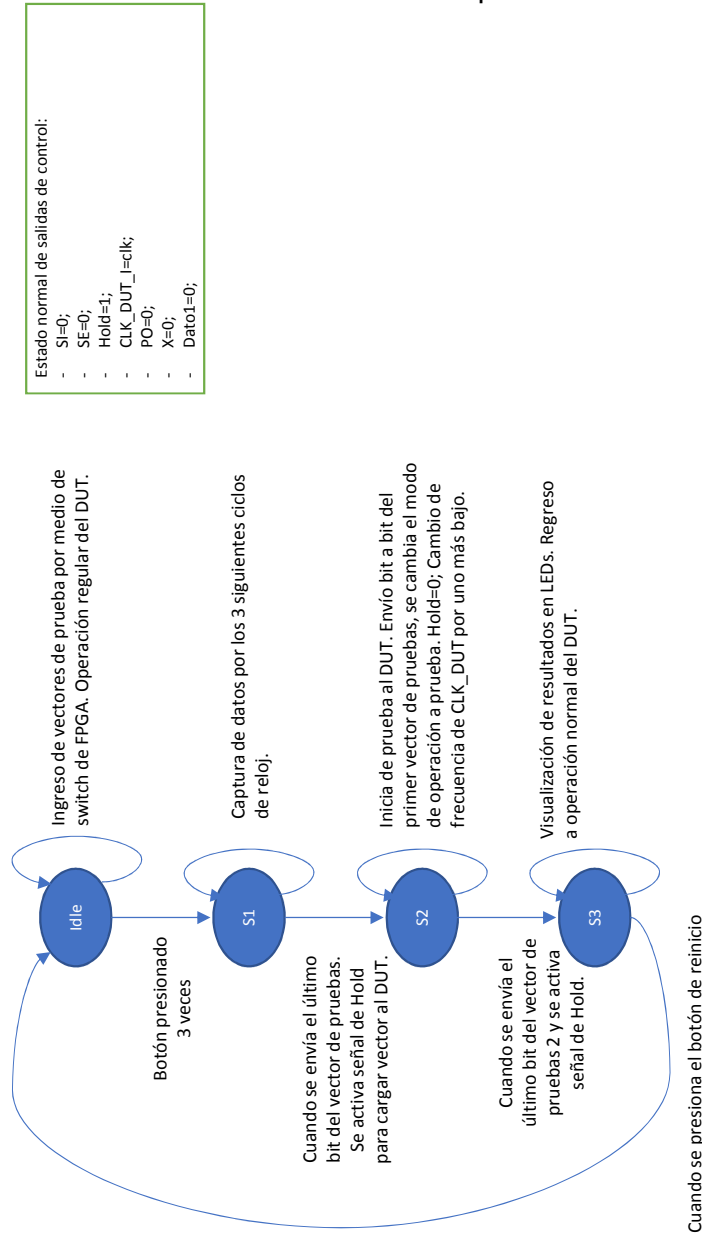 Estado normal de salidas de control:
- SI=0;
- SE=0;
- Hold=1;
- CLK_DUT_I=clk;
- PO=0;
- X=0;
- Dato1=0;
Idle
Ingreso de vectores de prueba por medio de
switch de FPGA. Operación regular del DUT.
Botón presionado
3 veces
S1
Captura de datos por los 3 siguientes ciclos
de reloj.
Cuando se envía el último
bit del vector de pruebas.
Se activa señal de Hold
para cargar vector al DUT.
S2
Inicia de prueba al DUT. Envío bit a bit del
primer vector de pruebas, se cambia el modo
de operación a prueba. Hold=0; Cambio de
frecuencia de CLK_DUT por uno más bajo.
Cuando se envía el
último bit del vector de
pruebas 2 y se activa
señal de Hold.
S3
Visualización de resultados en LEDs. Regreso
a operación normal del DUT.
Cuando se presiona el botón de reinicio